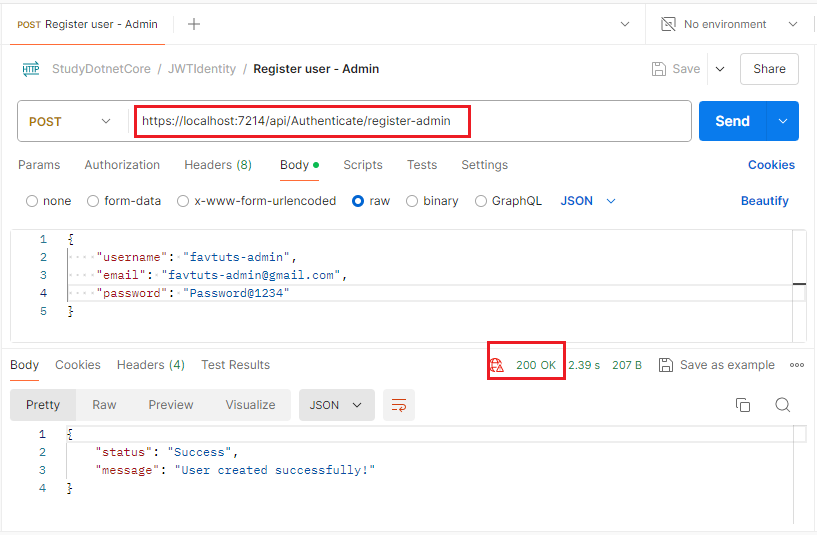 POST Register user - Admin
No environment
HTTP StudyDotnetCore / JWTIdentity / Register user - Admin
Save
Share
POST
https://localhost:7214/api/Authenticate/register-admin
Send
Params Authorization Headers (8) Body Scripts Tests Settings Cookies
none form-data x-www-form-urlencoded raw binary GraphQL JSON Beautify
1 {
2 "username": "favtuts-admin",
3 "email": "favtuts-admin@gmail.com",
4 "password": "Password@1234"
5 }
Body Cookies Headers (4) Test Results 200 OK 2.39 s 207 B Save as example
Pretty Raw Preview Visualize JSON
1 {
2 "status": "Success",
3 "message": "User created successfully!"
4 }